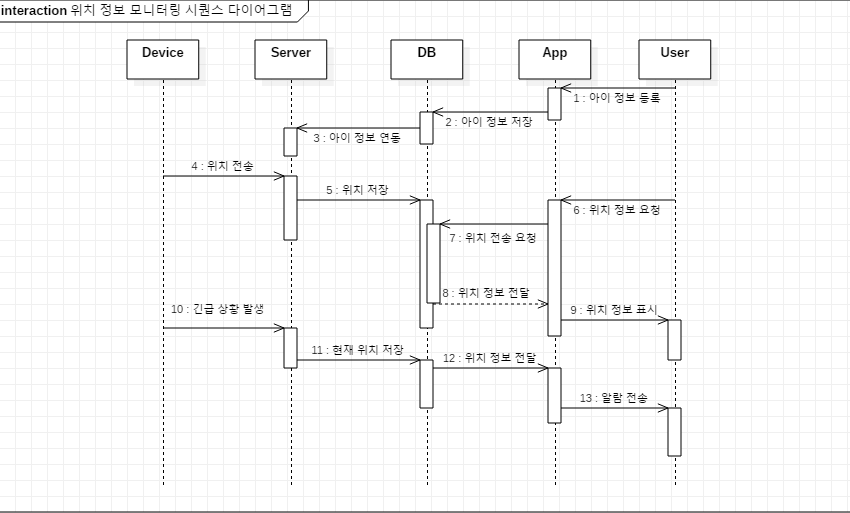 interaction 위치 정보 모니터링 시퀀스 다이어그램
Device
Server
DB
App
User
1 : 아이 정보 등록
2 : 아이 정보 저장
3 : 아이 정보 연동
4 : 위치 전송
5 : 위치 저장
6 : 위치 정보 요청
7 : 위치 전송 요청
8 : 위치 정보 전달
9 : 위치 정보 표시
10 : 긴급 상황 발생
11 : 현재 위치 저장
12 : 위치 정보 전달
13 : 알람 전송